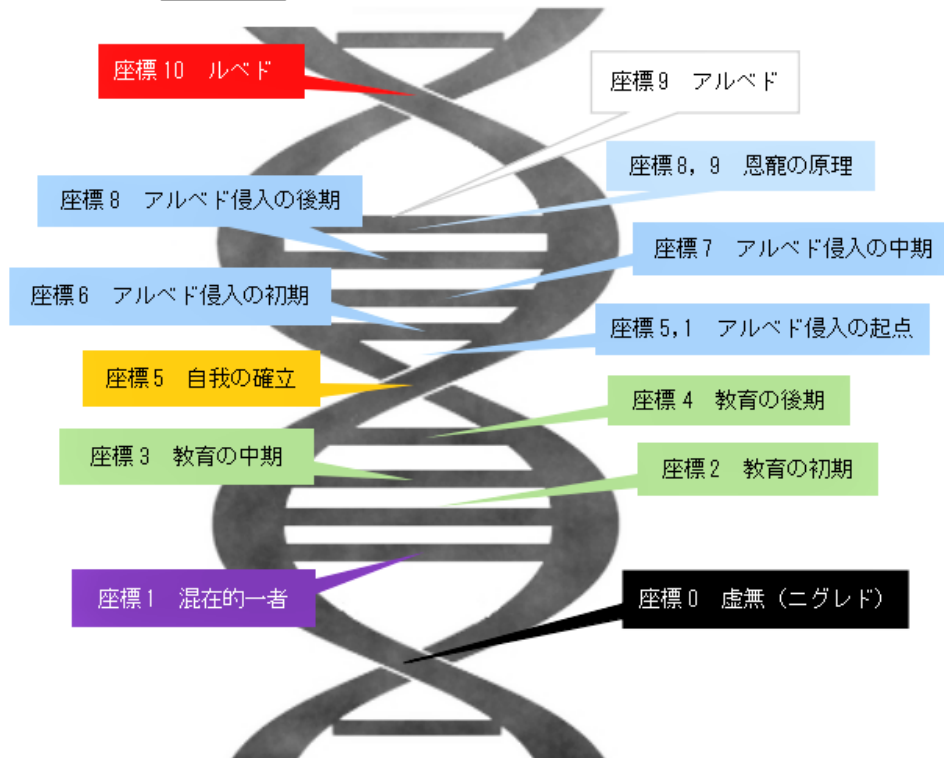 座標10 ルベド
座標9 アルベド
座標8,9 恩寵の原理
座標8 アルベド侵入の後期
座標7 アルベド侵入の中期
座標6 アルベド侵入の初期
座標5,1 アルベド侵入の起点
座標5 自我の確立
座標4 教育の後期
座標3 教育の中期
座標2 教育の初期
座標1 混在的一者
座標0 虚無（ニグレド）